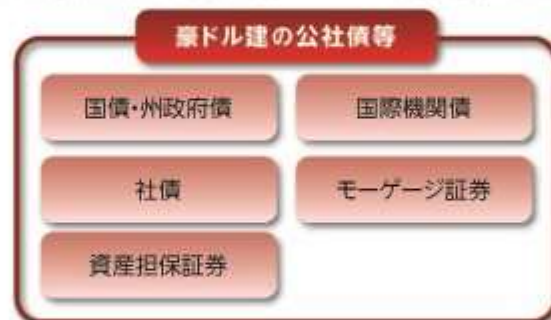 豪ドル建の公社債等
国債・州政府債
国際機関債
社債
モーゲージ証券
資産担保証券